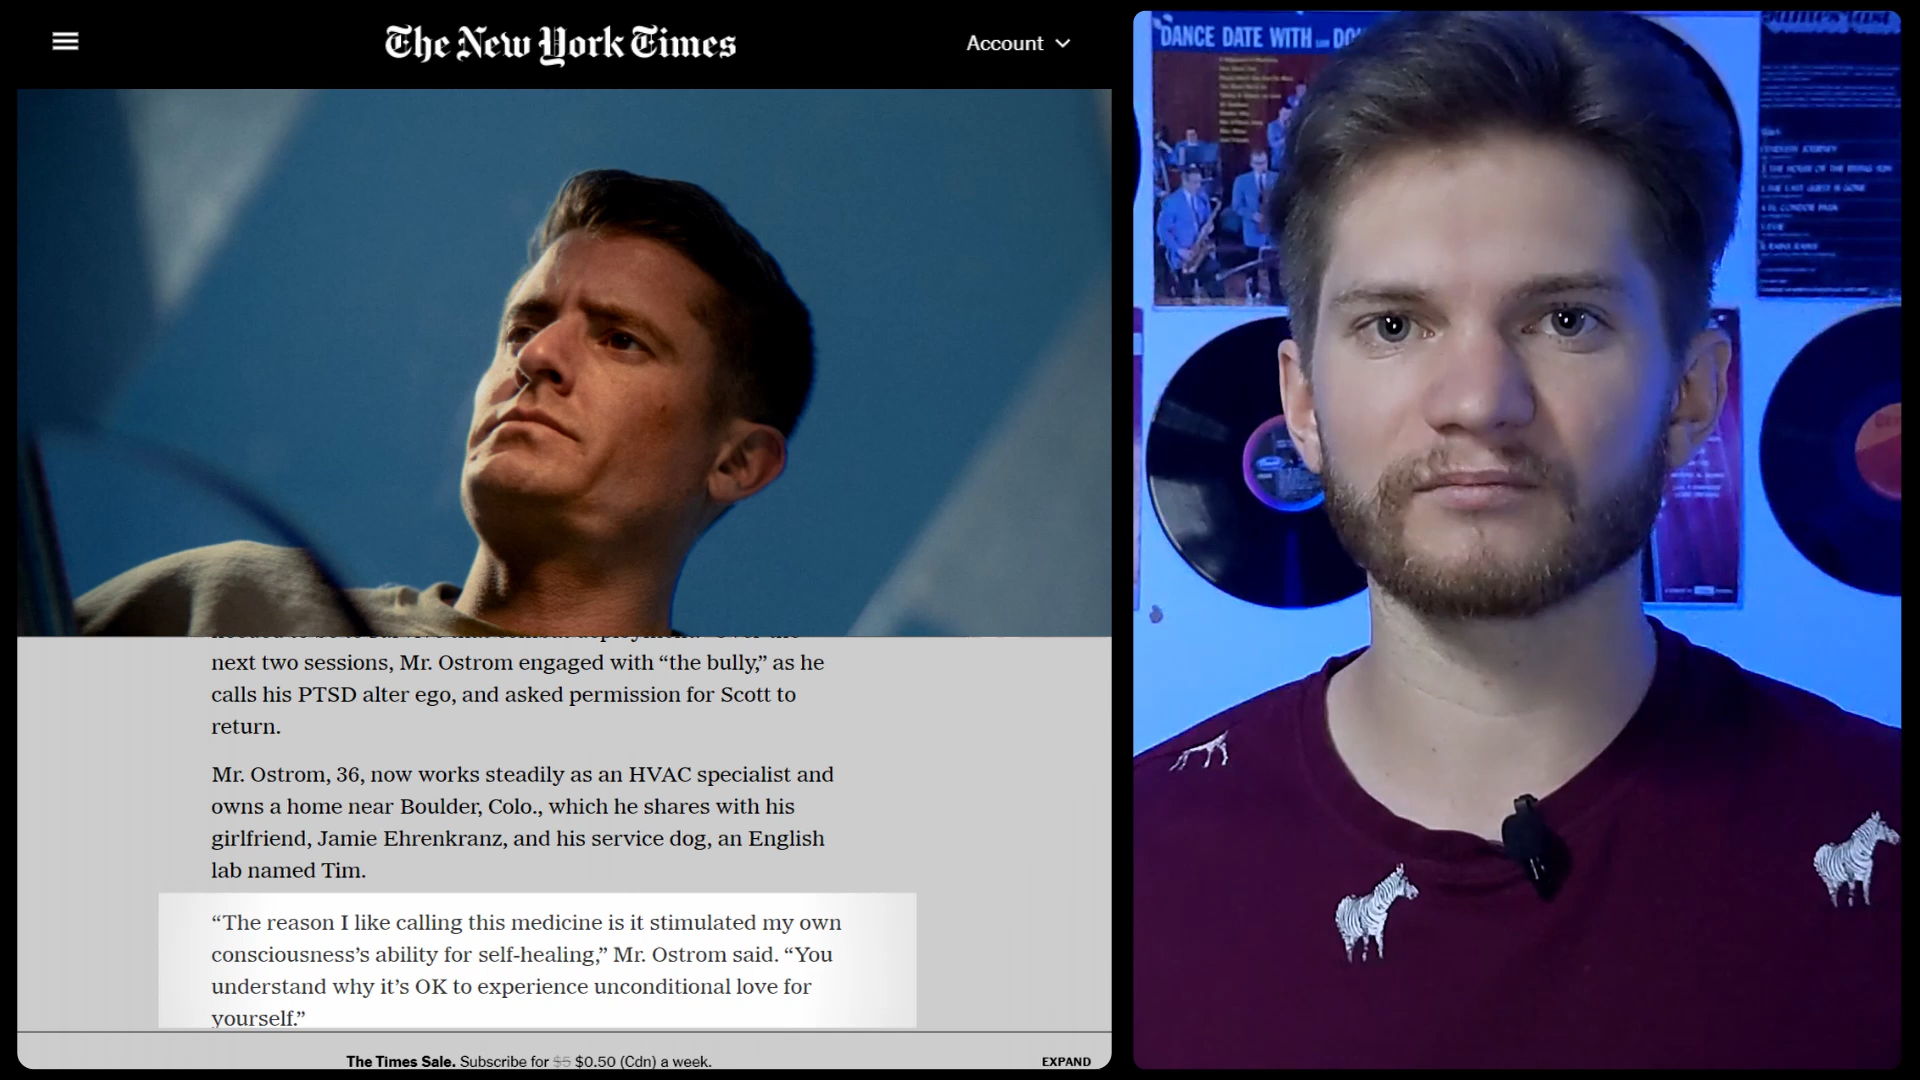 The New York Times
Account
next two sessions, Mr. Ostrom engaged with “the bully,” as he
calls his PTSD alter ego, and asked permission for Scott to
return.
Mr. Ostrom, 36, now works steadily as an HVAC specialist and
owns a home near Boulder, Colo., which he shares with his
girlfriend, Jamie Ehrenkranz, and his service dog, an English
lab named Tim.
“The reason I like calling this medicine is it stimulated my own
consciousness’s ability for self-healing,” Mr. Ostrom said. “You
understand why it’s OK to experience unconditional love for
yourself.”
The Times Sale. Subscribe for $5 $0.50 (Cdn) a week.
EXPAND
DANCE DATE WITH